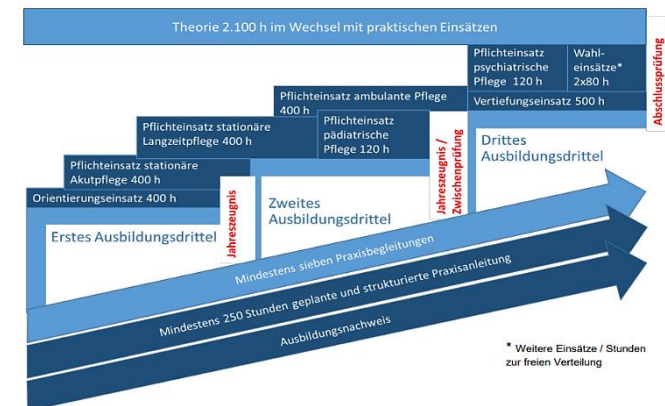 Theorie 2.100 h im Wechsel mit praktischen Einsätzen
Abschlussprüfung
Pflichteinsatz
psychiatrische
Pflege 120 h
Wahl-
einsätze*
2x80 h
Pflichteinsatz ambulante Pflege
400 h
Vertiefungseinsatz 500 h
Pflichteinsatz stationäre
Langzeitpflege 400 h
Pflichteinsatz
pädiatrische
Pflege 120 h
Pflichteinsatz stationäre
Akutpflege 400 h
Orientierungseinsatz 400 h
Jahreszeugnis
Jahreszeugnis /
Zwischenprüfung
Drittes
Ausbildungsdrittel
Zweites
Ausbildungsdrittel
Erstes Ausbildungsdrittel
Mindestens sieben Praxisbegleitungen
Mindestens 250 Stunden geplante und strukturierte Praxisanleitung
Ausbildungsnachweis
* Weitere Einsätze / Stunden
zur freien Verteilung